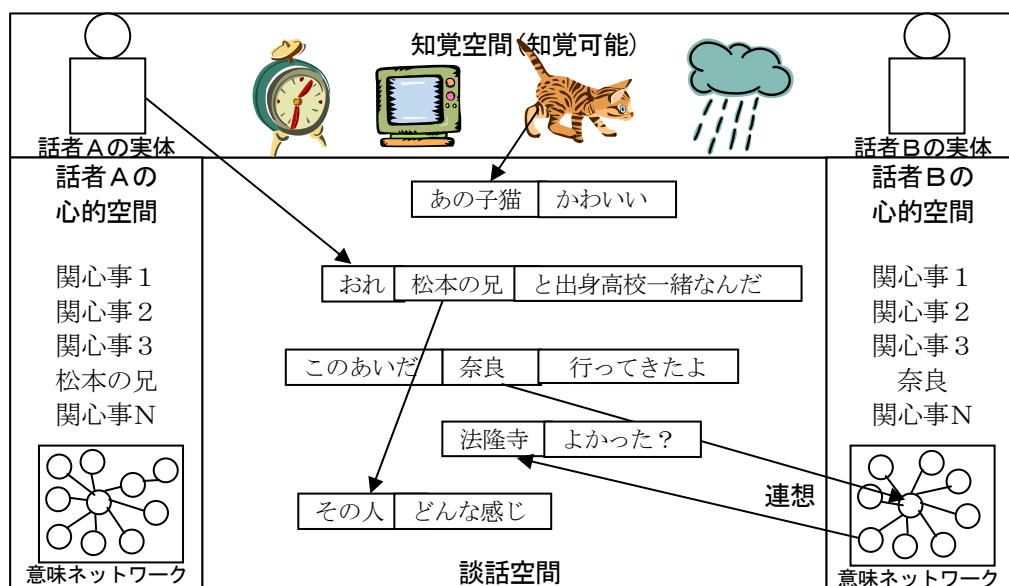 知覚空間(知覚可能)
話者Aの実体
話者Bの実体
話者Aの
心的空間
関心事1
関心事2
関心事3
松本の兄
関心事N
意味ネットワーク
あの子猫 かわいい
おれ 松本の兄 と出身高校一緒なんだ
このあいだ 奈良 行ってきたよ
法隆寺 よかった?
その人 どんな感じ
連想
談話空間
話者Bの
心的空間
関心事1
関心事2
関心事3
奈良
関心事N
意味ネットワーク